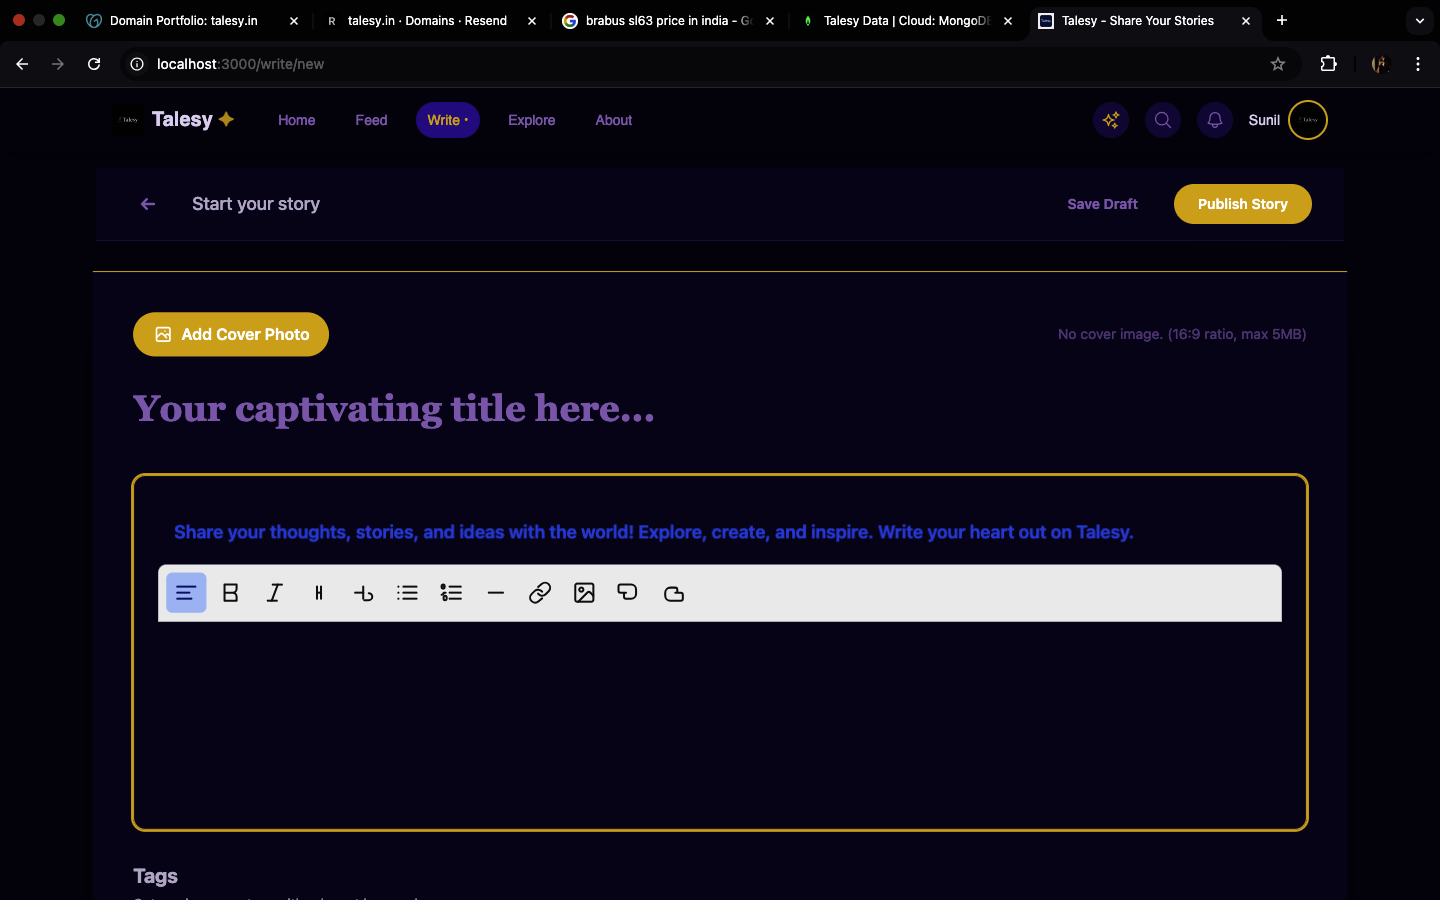 Domain Portfolio: talesy.in
talesy.in · Domains · Resend
brabus sl63 price in india - G
Talesy Data | Cloud: MongoDB
Talesy - Share Your Stories
localhost:3000/write/new
Talesy
Home
Feed
Write
Explore
About
Sunil
Start your story
Save Draft
Publish Story
Add Cover Photo
No cover image. (16:9 ratio, max 5MB)
Your captivating title here...
Share your thoughts, stories, and ideas with the world! Explore, create, and inspire. Write your heart out on Talesy.
Tags